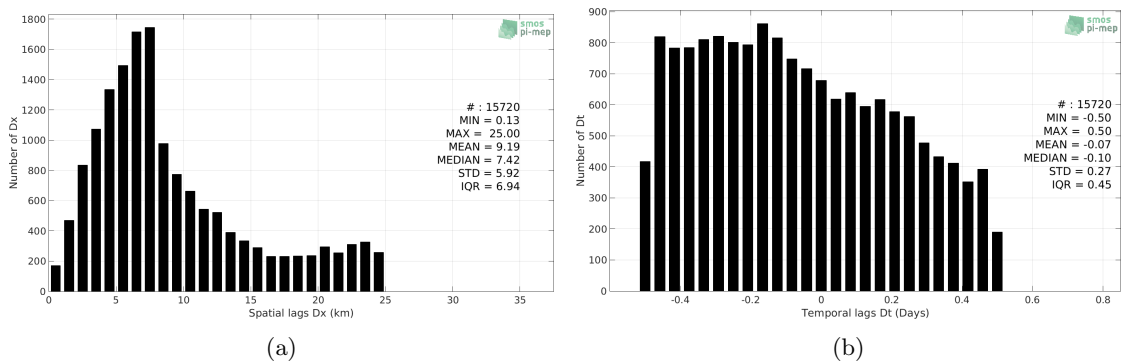 1800
1600
1400
1200
1000
800
600
400
200
0
Number of Dx
0 5 10 15 20 25 30 35
Spatial lags Dx (km)
smos
pi-mep
# : 15720
MIN = 0.13
MAX = 25.00
MEAN = 9.19
MEDIAN = 7.42
STD = 5.92
IQR = 6.94
(a)
900
800
700
600
500
400
300
200
100
0
Number of Dt
-0.4 -0.2 0 0.2 0.4 0.6 0.8
Temporal lags Dt (Days)
smos
pi-mep
# : 15720
MIN = -0.50
MAX = 0.50
MEAN = -0.07
MEDIAN = -0.10
STD = 0.27
IQR = 0.45
(b)